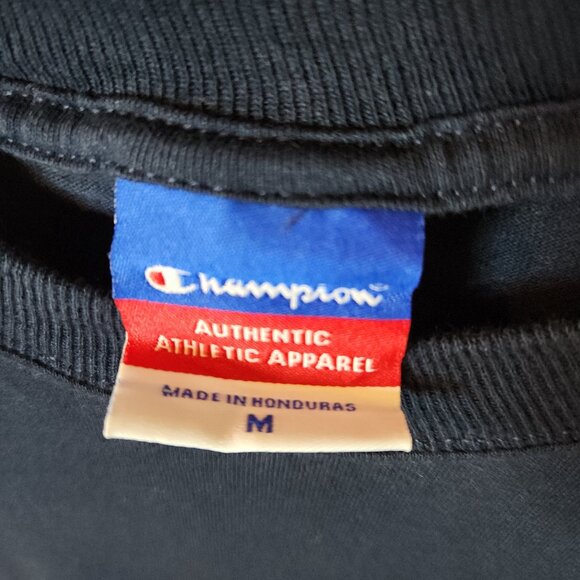 Champion
AUTHENTIC
ATHLETIC APPAREL
MADE IN HONDURAS
M